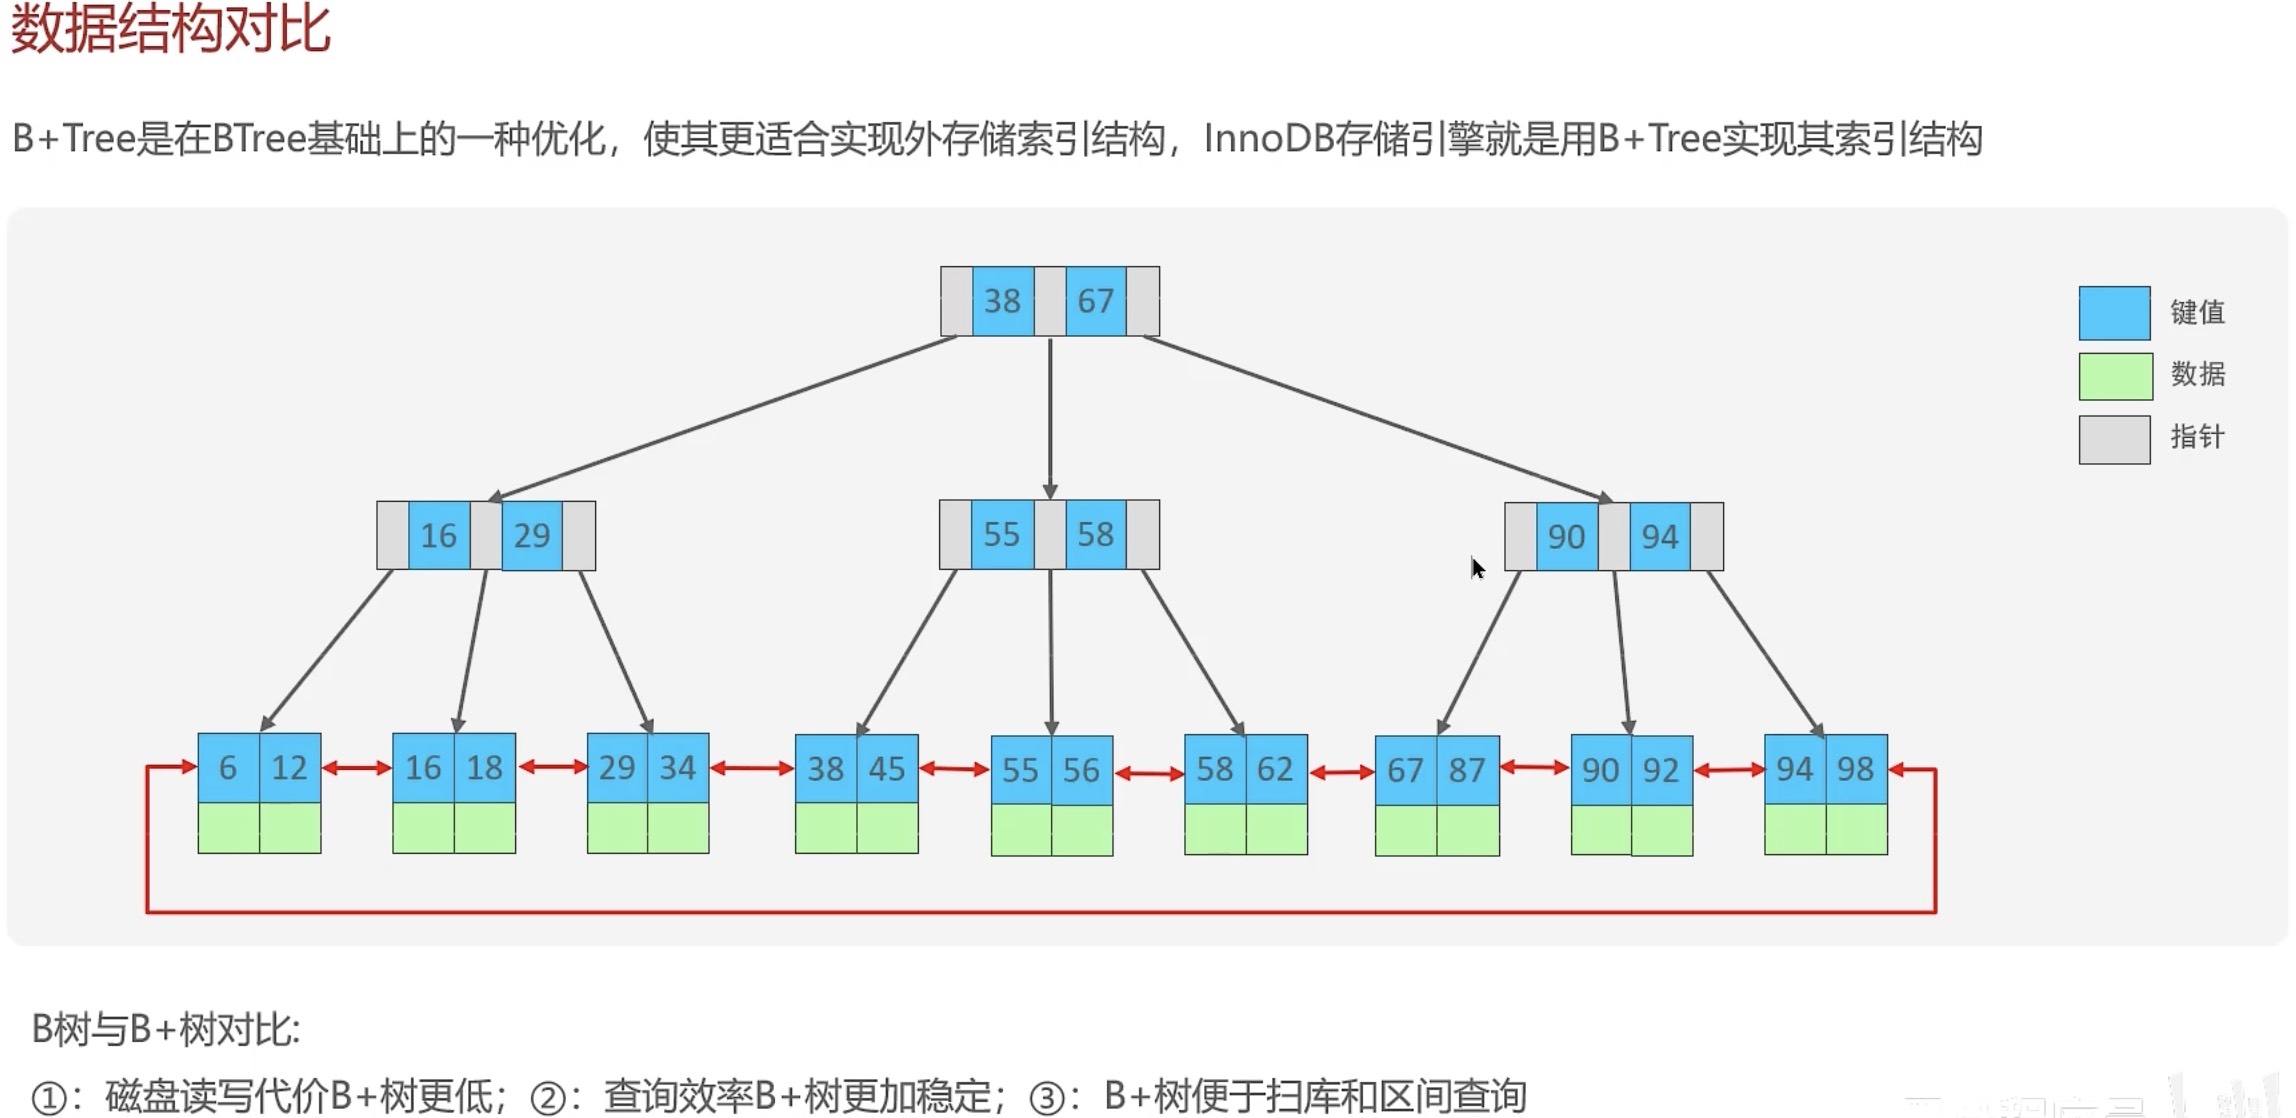 数据结构对比
B+Tree是在BTree基础上的一种优化，使其更适合实现外存储索引结构，InnoDB存储引擎就是用B+Tree实现其索引结构
38 67
键值
数据
指针
16 29 55 58 90 94
6 12 16 18 29 34 38 45 55 56 58 62 67 87 90 92 94 98
B树与B+树对比:
①：磁盘读写代价B+树更低；②：查询效率B+树更加稳定；③：B+树便于扫库和区间查询